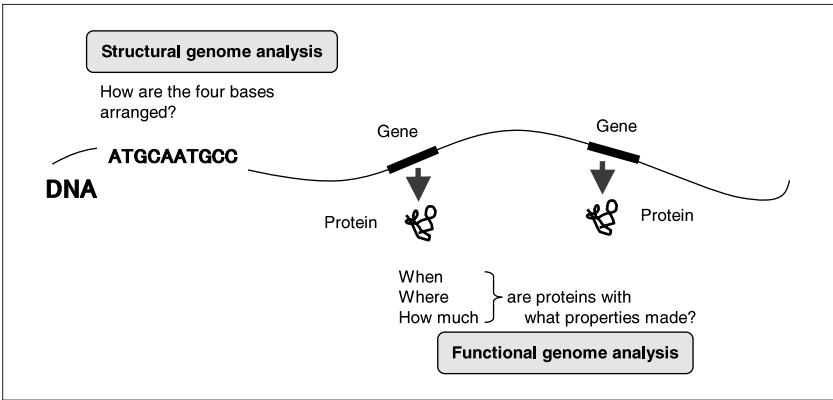 Structural genome analysis
How are the four bases
arranged?
Gene
Gene
ATGCAATGCC
DNA
Protein
Protein
When
Where
How much
are proteins with
what properties made?
Functional genome analysis